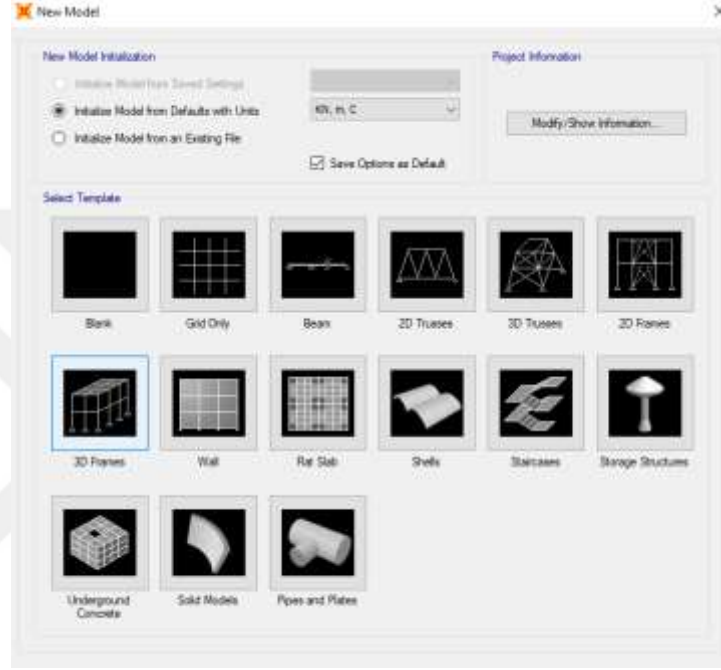 New Model
New Model Initialization
Project Information
Initialize Model from Saved Settings
Initialize Model from Defaults with Units
KN, m, C
Modify/Show Information...
Initialize Model from an Existing File
Save Options as Default
Select Template
Blank
Grid Only
Beam
2D Trusses
3D Trusses
2D Frames
3D Frames
Wall
Flat Slab
Shells
Staircases
Storage Structures
Underground
Concrete
Solid Models
Pipes and Plates